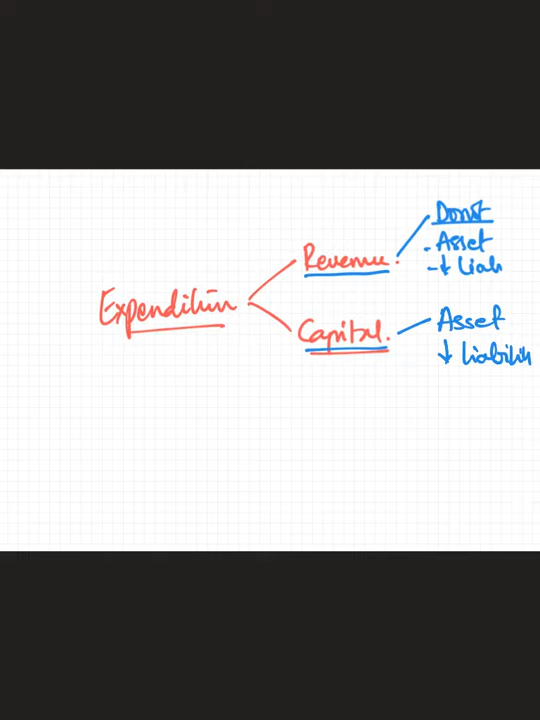 Don't
Revenue.
- Asset
- ↓ Liab
Expenditure
Capital.
Asset
↓ liability